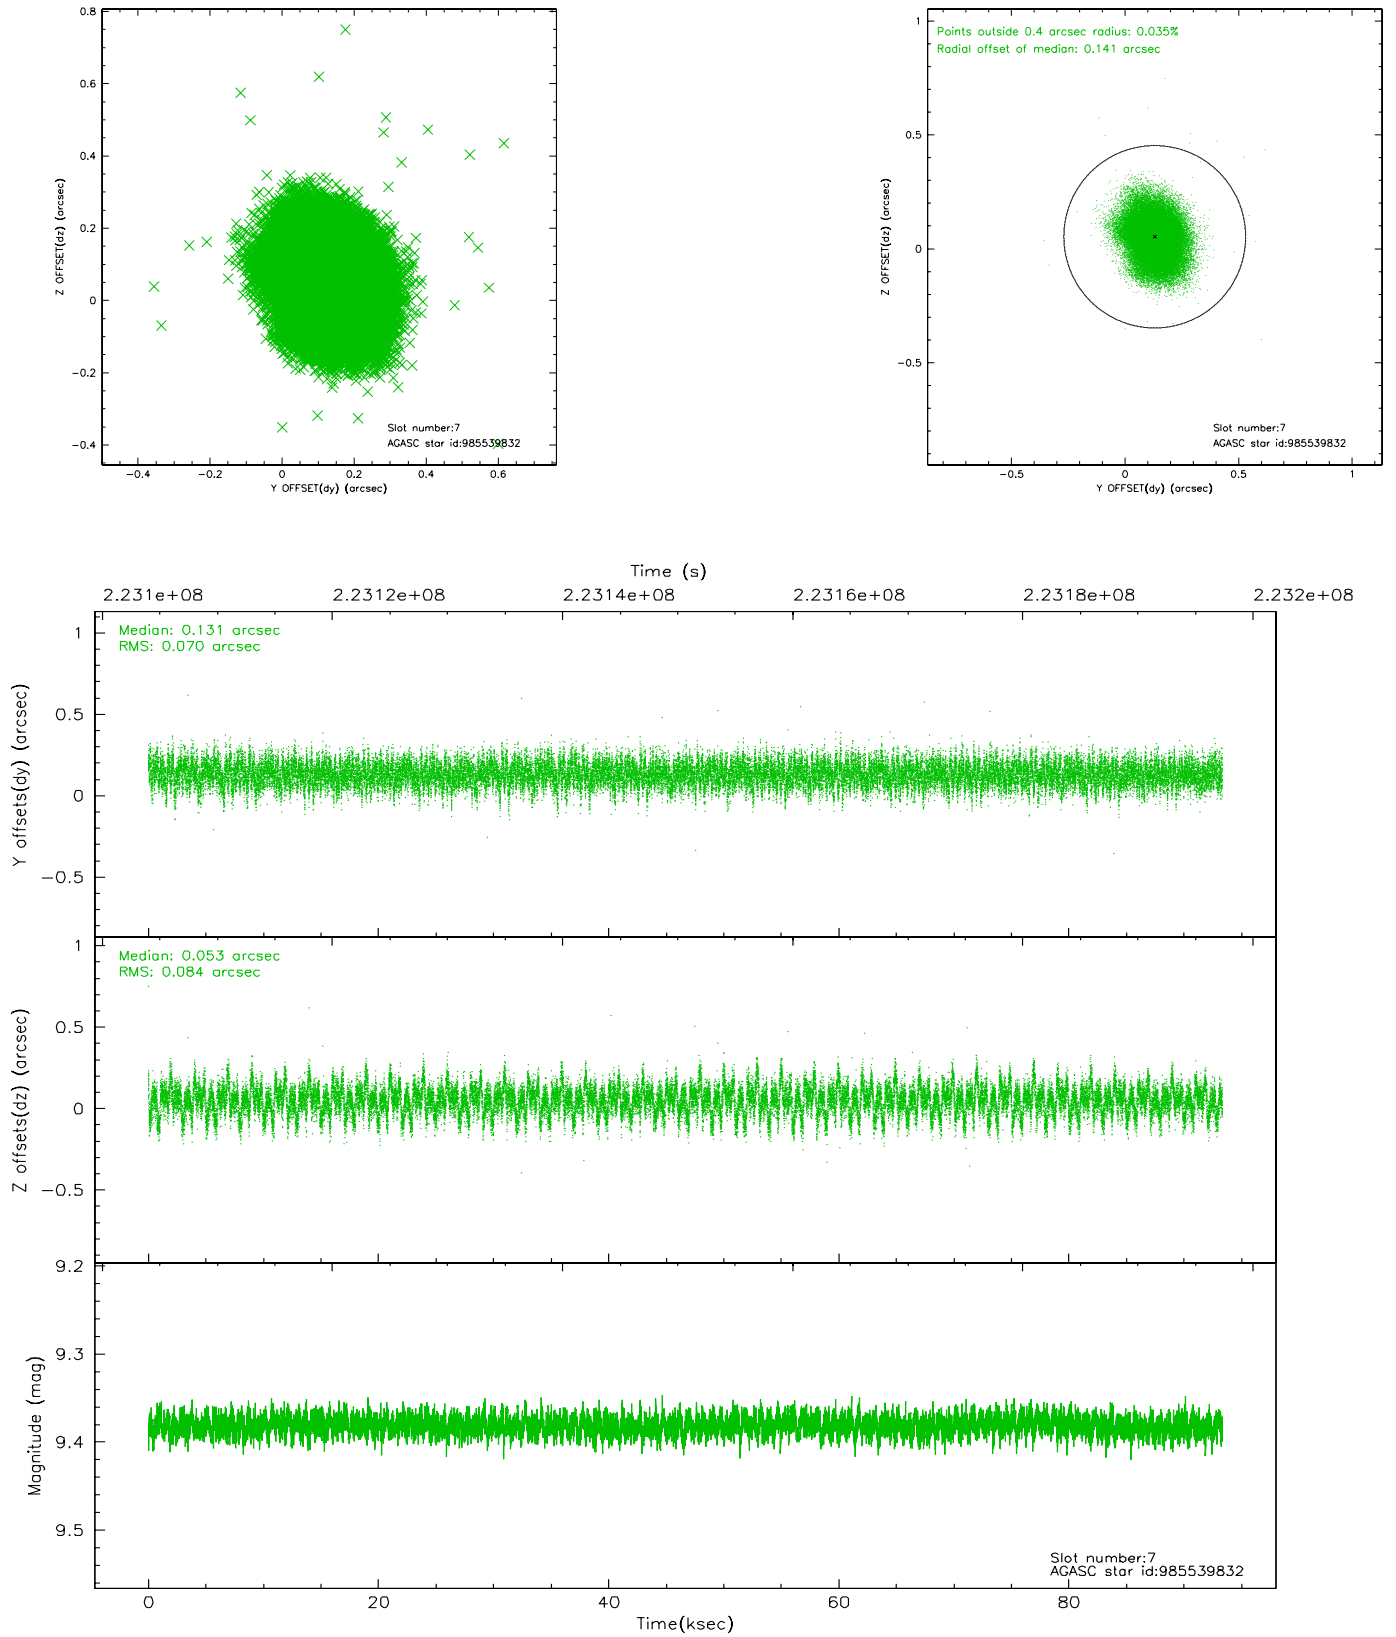 0.8
0.6
0.4
0.2
0
−0.2
−0.4
Z OFFSET(dz) (arcsec)
Slot number:7
AGASC star id:985539832
−0.4 −0.2 0 0.2 0.4 0.6
Y OFFSET(dy) (arcsec)
Points outside 0.4 arcsec radius: 0.035%
Radial offset of median: 0.141 arcsec
1
0.5
0
−0.5
Z OFFSET(dz) (arcsec)
Slot number:7
AGASC star id:985539832
−0.5 0 0.5 1
Y OFFSET(dy) (arcsec)
Time (s)
2.231e+08 2.2312e+08 2.2314e+08 2.2316e+08 2.2318e+08 2.232e+08
Median: 0.131 arcsec
RMS: 0.070 arcsec
1
0.5
0
−0.5
Y offsets(dy) (arcsec)
Median: 0.053 arcsec
RMS: 0.084 arcsec
1
0.5
0
−0.5
Z offsets(dz) (arcsec)
9.2
9.3
9.4
9.5
Magnitude (mag)
Slot number:7
AGASC star id:985539832
0 20 40 60 80
Time(ksec)